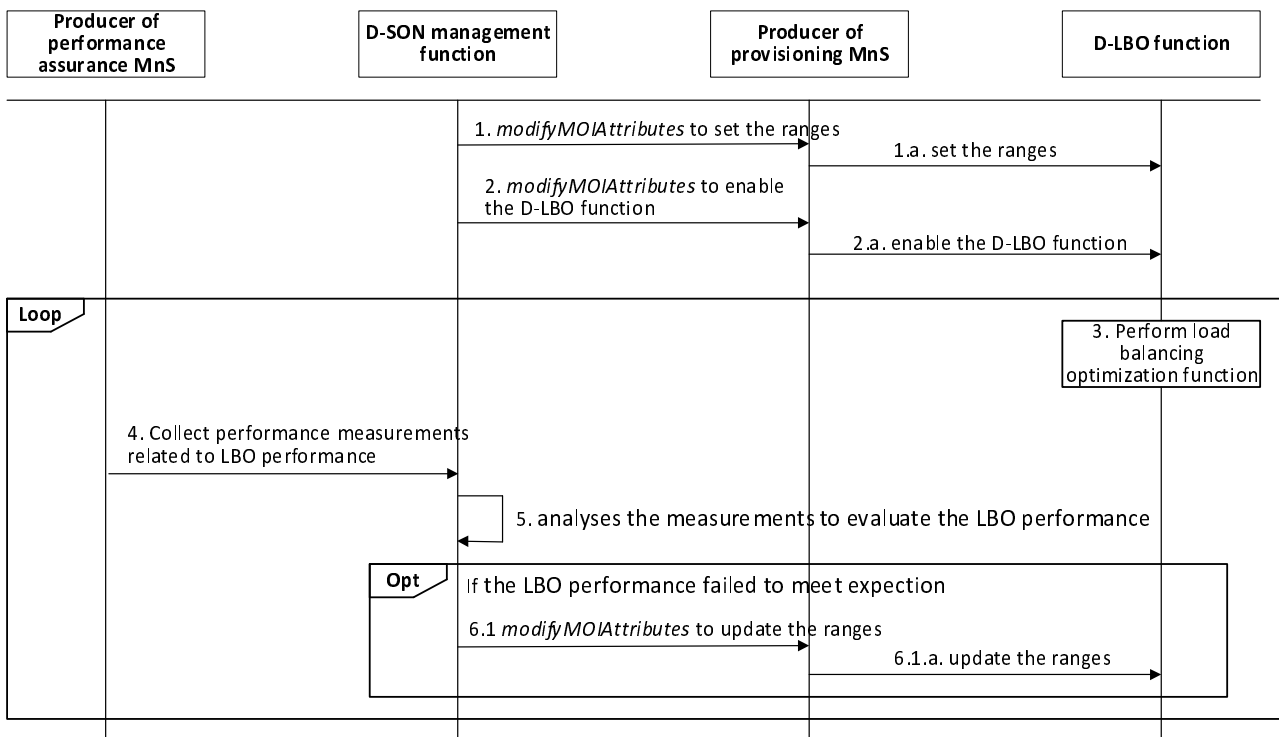 Producer of
performance
assurance MnS
D-SON management
function
Producer of
provisioning MnS
D-LBO function
1. modifyMOIAttributes to set the ranges
1.a. set the ranges
2. modifyMOIAttributes to enable
the D-LBO function
2.a. enable the D-LBO function
Loop
3. Perform load
balancing
optimization function
4. Collect performance measurements
related to LBO performance
5. analyses the measurements to evaluate the LBO performance
Opt
If the LBO performance failed to meet expection
6.1 modifyMOIAttributes to update the ranges
6.1.a. update the ranges